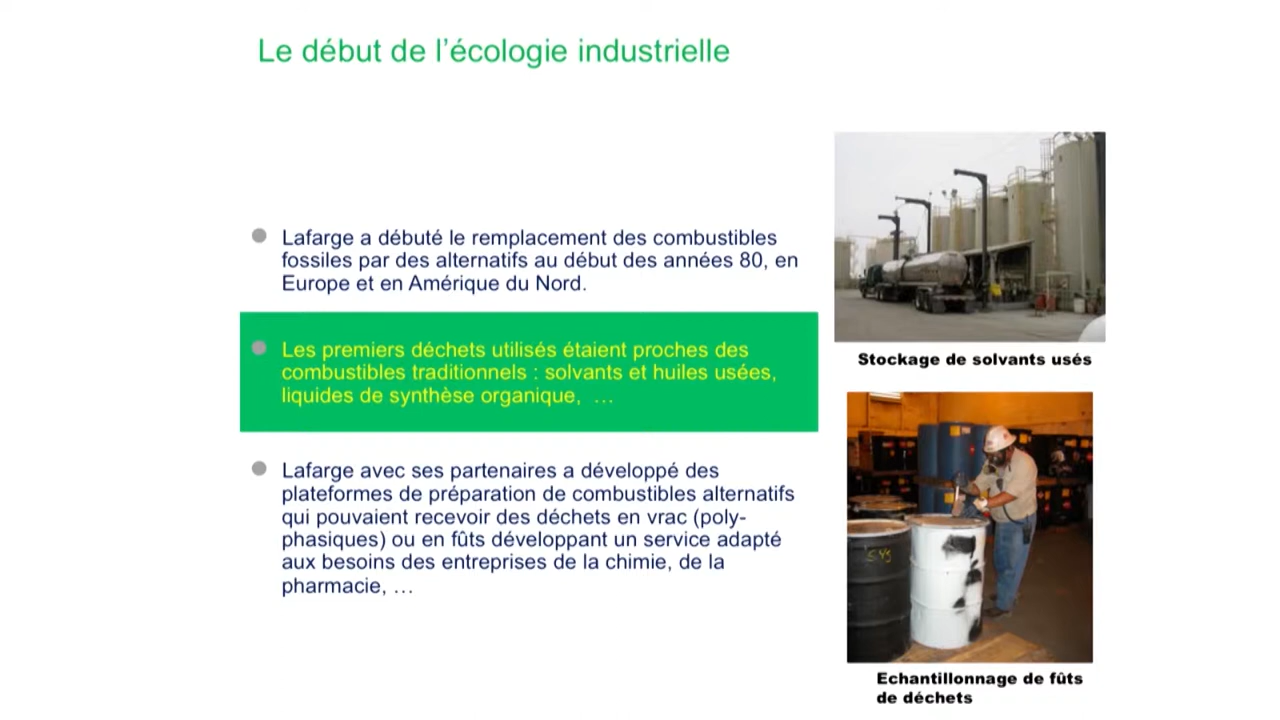 Le début de l’écologie industrielle
Lafarge a débuté le remplacement des combustibles
fossiles par des alternatifs au début des années 80, en
Europe et en Amérique du Nord.
Les premiers déchets utilisés étaient proches des
combustibles traditionnels : solvants et huiles usées,
liquides de synthèse organique, …
Lafarge avec ses partenaires a développé des
plateformes de préparation de combustibles alternatifs
qui pouvaient recevoir des déchets en vrac (poly-
phasiques) ou en fûts développant un service adapté
aux besoins des entreprises de la chimie, de la
pharmacie, …
Stockage de solvants usés
Echantillonnage de fûts
de déchets